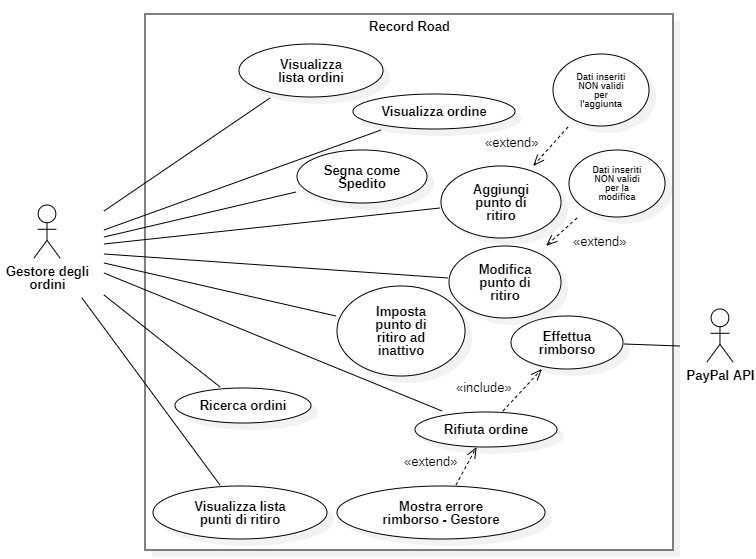 Record Road
Visualizza
lista ordini
Dati inseriti
NON validi
per
l'aggiunta
Visualizza ordine
«extend»
Segna come
Spedito
Dati inseriti
NON validi
per la
modifica
Aggiungi
punto di
ritiro
«extend»
Gestore degli
ordini
Modifica
punto di
ritiro
Imposta
punto di
ritiro ad
inattivo
Effettua
rimborso
PayPal API
«include»
Ricerca ordini
Rifiuta ordine
«extend»
Visualizza lista
punti di ritiro
Mostra errore
rimborso - Gestore